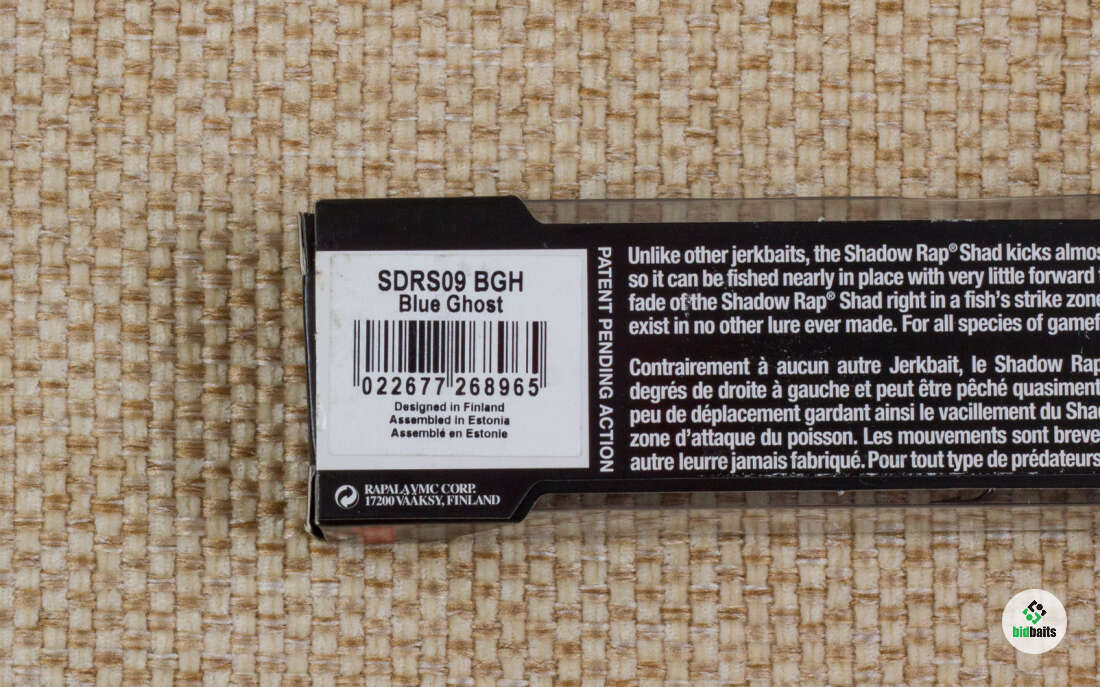 SDRS09 BGH
Blue Ghost
022677 268965
Designed in Finland
Assembled in Estonia
Assemblé en Estonie
RAPALA VMC CORP.
17200 VÄÄKSY, FINLAND
PATENT PENDING ACTION
Unlike other jerkbaits, the Shadow Rap® Shad kicks almos
so it can be fished nearly in place with very little forward
fade of the Shadow Rap® Shad right in a fish's strike zone
exist in no other lure ever made. For all species of gamef
Contrairement à aucun autre Jerkbait, le Shadow Rap
degrés de droite à gauche et peut être pêché quasiment
peu de déplacement gardant ainsi le vacillement du Sha
zone d'attaque du poisson. Les mouvements sont breve
autre leurre jamais fabriqué. Pour tout type de prédateurs
bidbaits